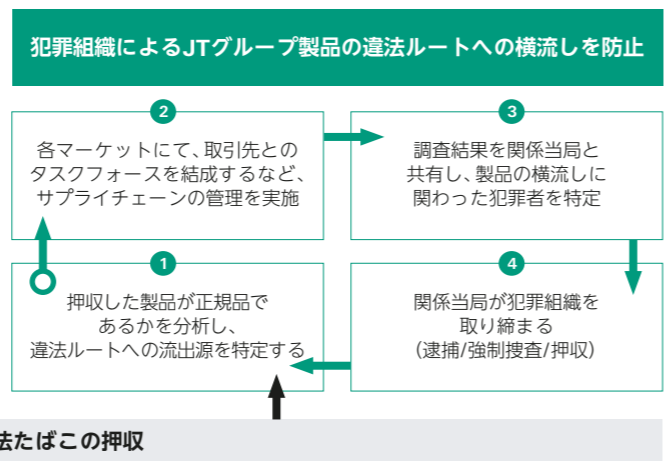 犯罪組織によるJTグループ製品の違法ルートへの横流しを防止
2
各マーケットにて、取引先との
タスクフォースを結成するなど、
サプライチェーンの管理を実施
3
調査結果を関係当局と
共有し、製品の横流しに
関わった犯罪者を特定
1
押収した製品が正規品で
あるかを分析し、
違法ルートへの流出源を特定する
4
関係当局が犯罪組織を
取り締まる
(逮捕/強制捜査/押収)
法たばこの押収